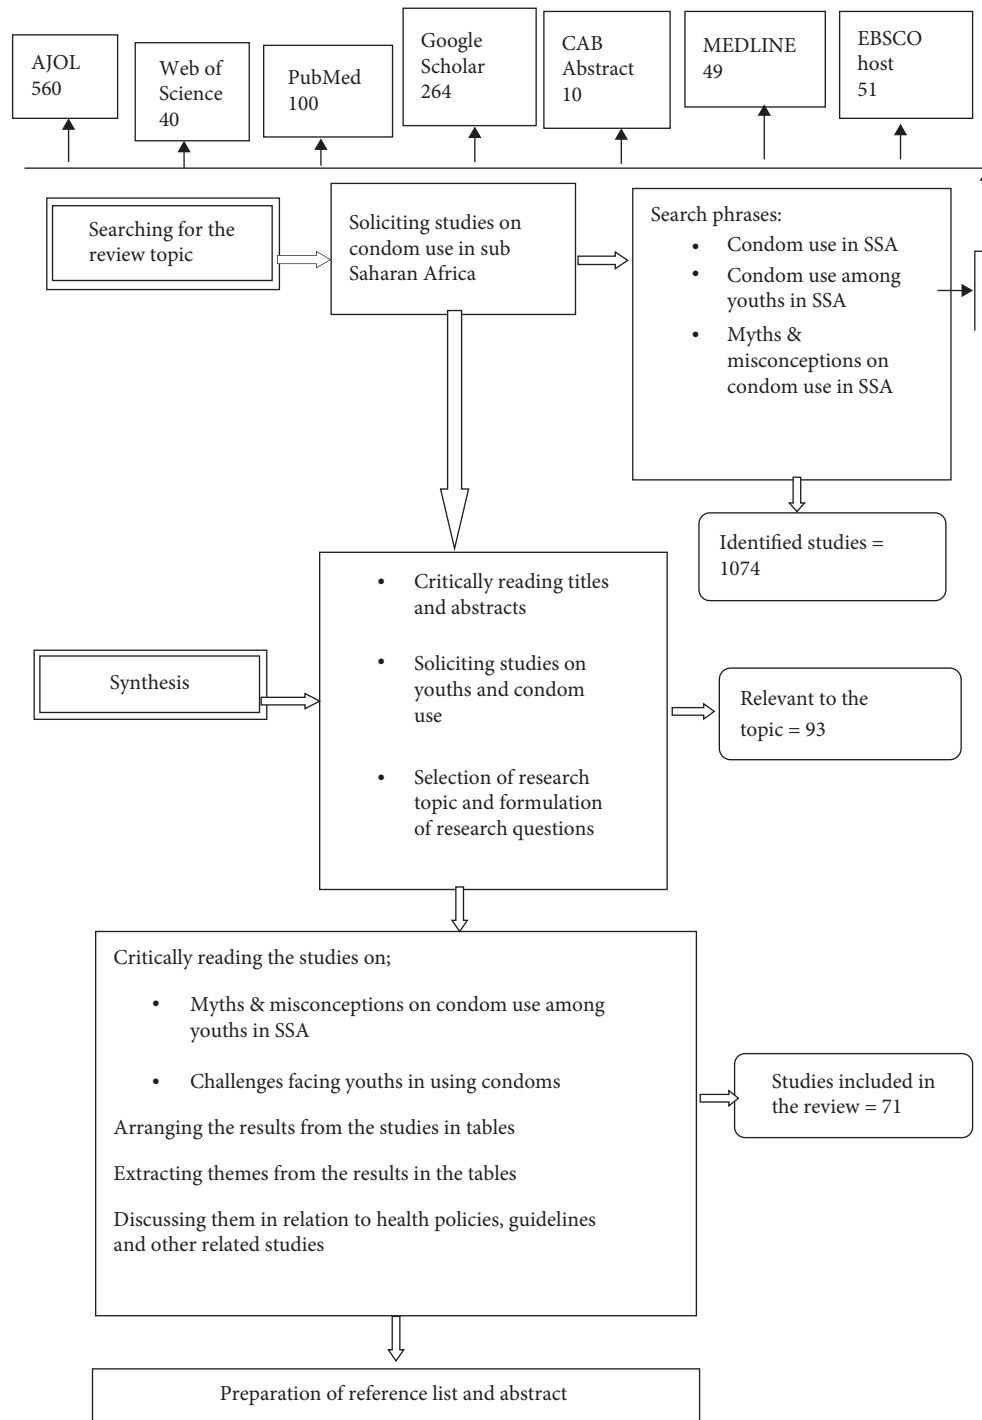 AJOL
560
Web of
Science
40
PubMed
100
Google
Scholar
264
CAB
Abstract
10
MEDLINE
49
EBSCO
host
51
Searching for the
review topic
Soliciting studies on
condom use in sub
Saharan Africa
Search phrases:
• Condom use in SSA
• Condom use among
youths in SSA
• Myths &
misconceptions on
condom use in SSA
Identified studies =
1074
• Critically reading titles
and abstracts
• Soliciting studies on
youths and condom
use
• Selection of research
topic and formulation
of research questions
Synthesis
Relevant to the
topic = 93
Critically reading the studies on;
• Myths & misconceptions on condom use among
youths in SSA
• Challenges facing youths in using condoms
Arranging the results from the studies in tables
Extracting themes from the results in the tables
Discussing them in relation to health policies, guidelines
and other related studies
Studies included in
the review = 71
Preparation of reference list and abstract